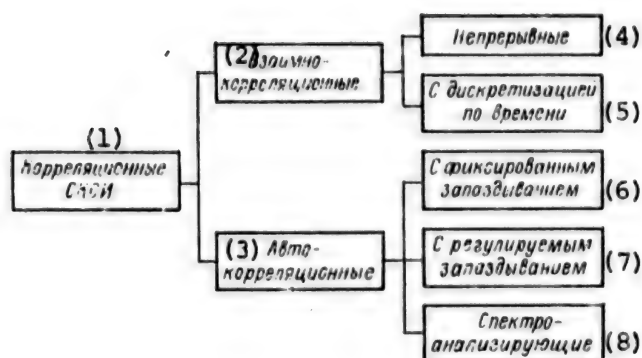 (1)
Корреляционные
(2) Взаимно-
корреляционные
(3) Авто-
корреляционные
Непрерывные (4)
С дискретизацией
по времени (5)
С фиксированным
запаздыванием (6)
С регулируемым
запаздыванием (7)
Спектро-
анализирующие (8)